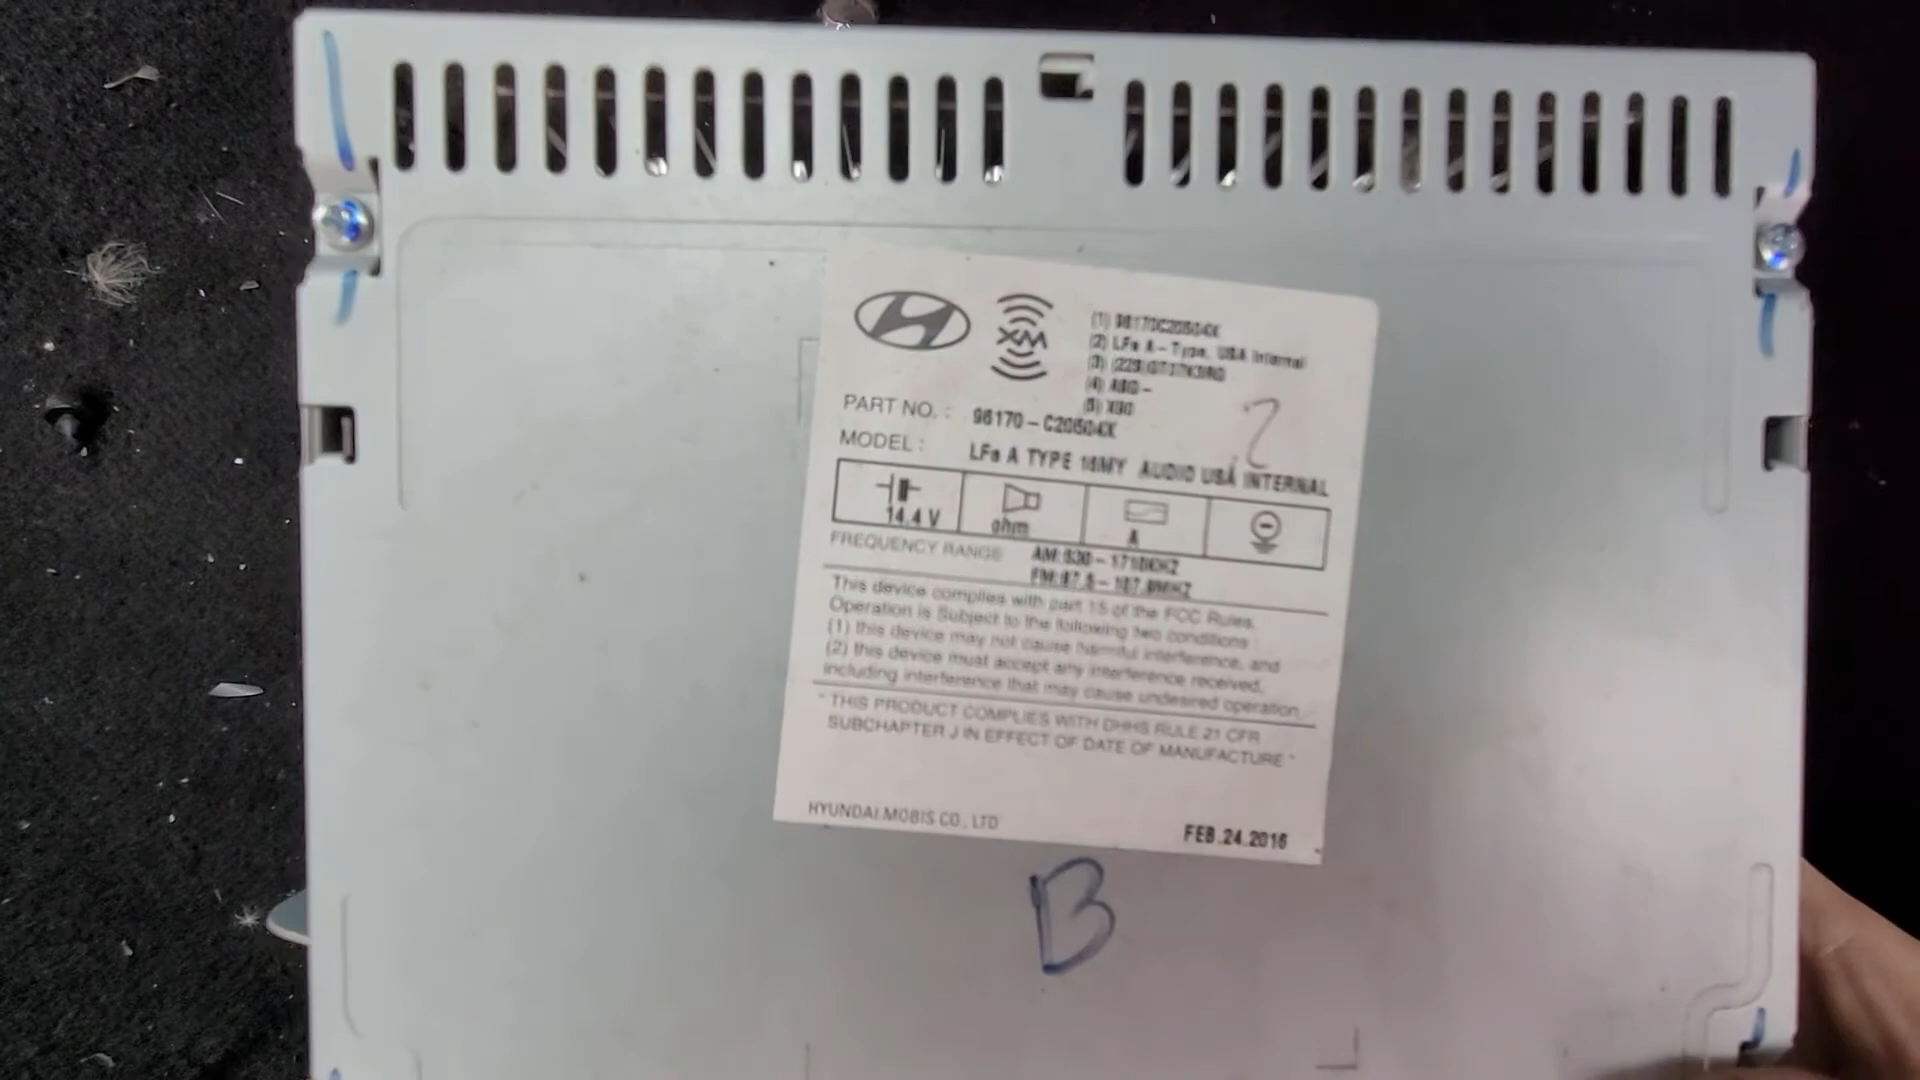 XM
(1) 96170C20504X
(2) LFa A - Type, USA Internal
(4) ABD -
(5) X90
PART NO. : 96170 - C20504X
2
MODEL : LFa A TYPE 16MY AUDIO USA INTERNAL
14.4 V ohm A
FREQUENCY RANGE AM:530 - 1710KHZ
FM:87.5 - 107.9MHZ
This device complies with part 15 of the FCC Rules.
Operation is Subject to the following two conditions :
(1) this device may not cause harmful interference, and
(2) this device must accept any interference received,
including interference that may cause undesired operation.
" THIS PRODUCT COMPLIES WITH DHHS RULE 21 CFR
SUBCHAPTER J IN EFFECT OF DATE OF MANUFACTURE "
HYUNDAI MOBIS CO., LTD
FEB.24.2016
B